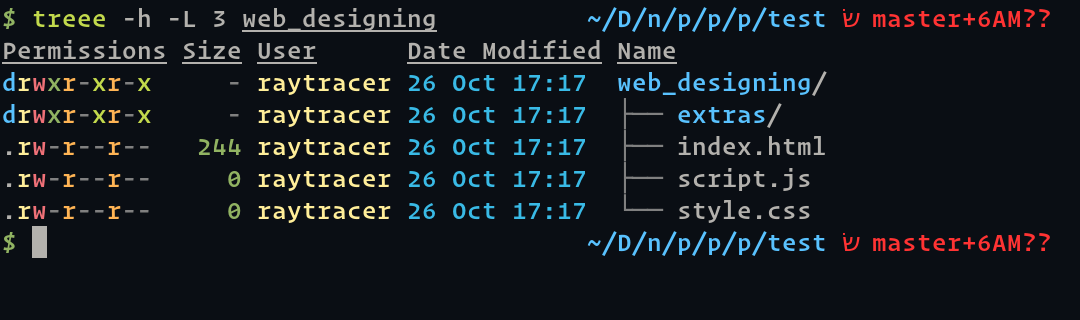 $ treee -h -L 3 web_designing ~/D/n/p/p/p/test שׂ master+6AM??
Permissions Size User Date Modified Name
drwxr-xr-x - raytracer 26 Oct 17:17 web_designing/
drwxr-xr-x - raytracer 26 Oct 17:17 ├── extras/
.rw-r--r-- 244 raytracer 26 Oct 17:17 ├── index.html
.rw-r--r-- 0 raytracer 26 Oct 17:17 ├── script.js
.rw-r--r-- 0 raytracer 26 Oct 17:17 └── style.css
$ ~/D/n/p/p/p/test שׂ master+6AM??